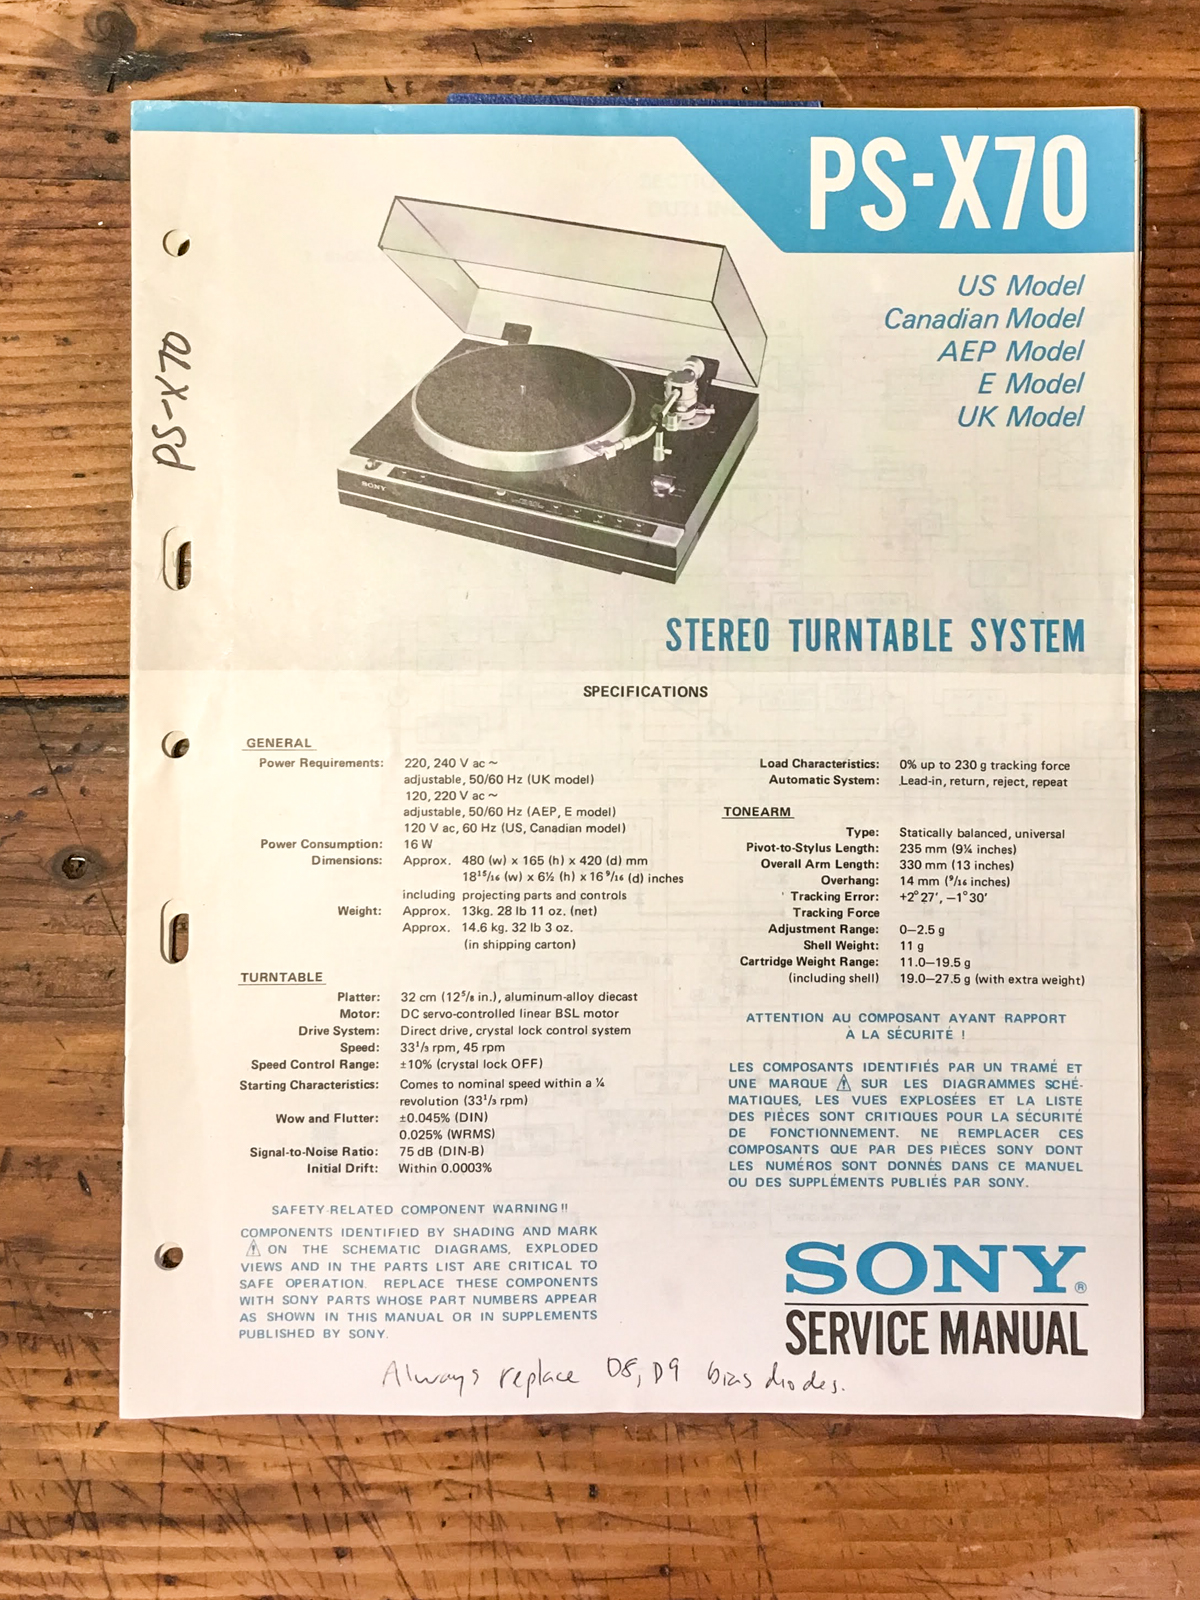 PS-X70
US Model
Canadian Model
AEP Model
E Model
UK Model
PS-X70
SONY
STEREO TURNTABLE SYSTEM
SPECIFICATIONS
GENERAL
Power Requirements: 220, 240 V ac ~
adjustable, 50/60 Hz (UK model)
120, 220 V ac ~
adjustable, 50/60 Hz (AEP, E model)
120 V ac, 60 Hz (US, Canadian model)
Power Consumption: 16 W
Dimensions: Approx. 480 (w) x 165 (h) x 420 (d) mm
18 15/16 (w) x 6½ (h) x 16 9/16 (d) inches
including projecting parts and controls
Weight: Approx. 13kg. 28 lb 11 oz. (net)
Approx. 14.6 kg. 32 lb 3 oz.
(in shipping carton)
TURNTABLE
Platter: 32 cm (12 5/8 in.), aluminum-alloy diecast
Motor: DC servo-controlled linear BSL motor
Drive System: Direct drive, crystal lock control system
Speed: 33 1/3 rpm, 45 rpm
Speed Control Range: ±10% (crystal lock OFF)
Starting Characteristics: Comes to nominal speed within a ¼
revolution (33 1/3 rpm)
Wow and Flutter: ±0.045% (DIN)
0.025% (WRMS)
Signal-to-Noise Ratio: 75 dB (DIN-B)
Initial Drift: Within 0.0003%
SAFETY-RELATED COMPONENT WARNING!!
COMPONENTS IDENTIFIED BY SHADING AND MARK
⚠ ON THE SCHEMATIC DIAGRAMS, EXPLODED
VIEWS AND IN THE PARTS LIST ARE CRITICAL TO
SAFE OPERATION. REPLACE THESE COMPONENTS
WITH SONY PARTS WHOSE PART NUMBERS APPEAR
AS SHOWN IN THIS MANUAL OR IN SUPPLEMENTS
PUBLISHED BY SONY.
Load Characteristics: 0% up to 230 g tracking force
Automatic System: Lead-in, return, reject, repeat
TONEARM
Type: Statically balanced, universal
Pivot-to-Stylus Length: 235 mm (9¼ inches)
Overall Arm Length: 330 mm (13 inches)
Overhang: 14 mm (9/16 inches)
Tracking Error: +2° 27′, −1° 30′
Tracking Force
Adjustment Range: 0–2.5 g
Shell Weight: 11 g
Cartridge Weight Range: 11.0–19.5 g
(including shell) 19.0–27.5 g (with extra weight)
ATTENTION AU COMPOSANT AYANT RAPPORT
À LA SÉCURITÉ !
LES COMPOSANTS IDENTIFIÉS PAR UN TRAMÉ ET
UNE MARQUE ⚠ SUR LES DIAGRAMMES SCHÉ-
MATIQUES, LES VUES EXPLOSÉES ET LA LISTE
DES PIÈCES SONT CRITIQUES POUR LA SÉCURITÉ
DE FONCTIONNEMENT. NE REMPLACER CES
COMPOSANTS QUE PAR DES PIÈCES SONY DONT
LES NUMÉROS SONT DONNÉS DANS CE MANUEL
OU DES SUPPLÉMENTS PUBLIÉS PAR SONY.
SONY®
SERVICE MANUAL
Always replace D8, D9 bias diodes.